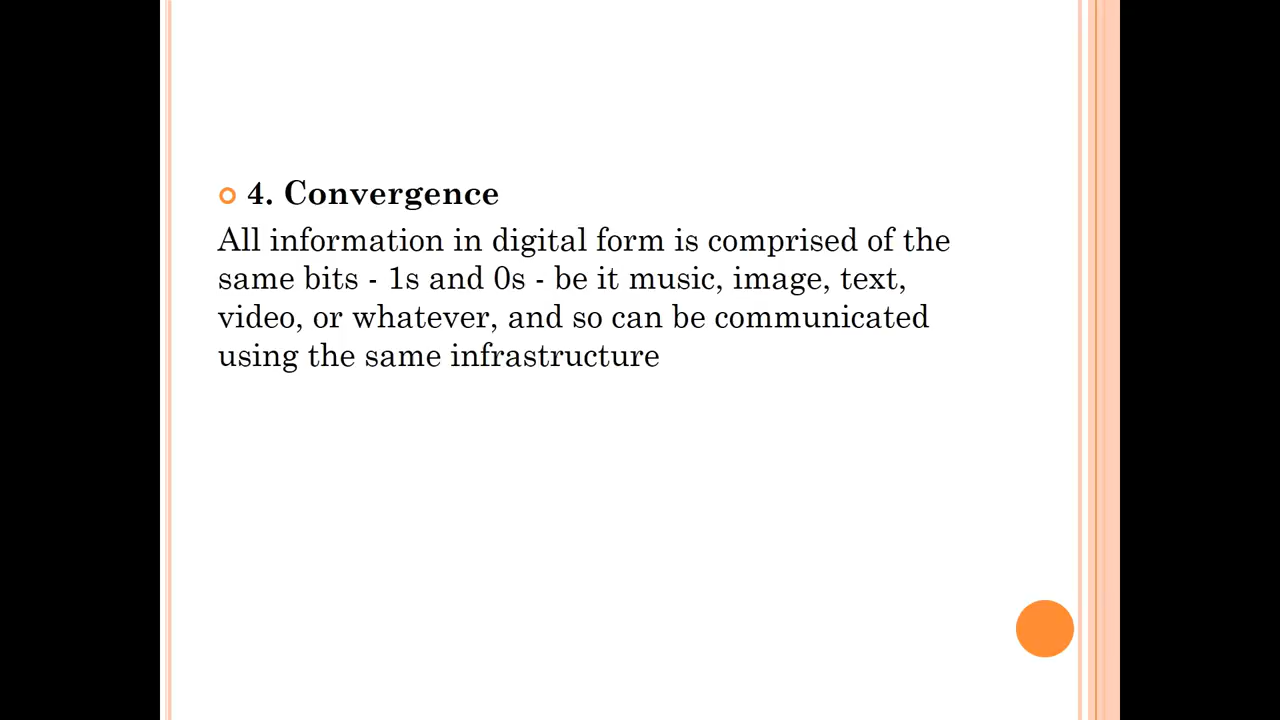 4. Convergence
All information in digital form is comprised of the
same bits - 1s and 0s - be it music, image, text,
video, or whatever, and so can be communicated
using the same infrastructure